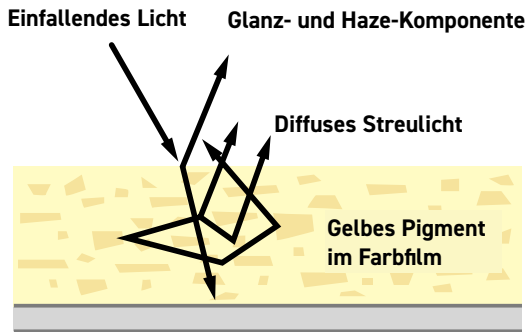 Einfallendes Licht
Glanz- und Haze-Komponente
Diffuses Streulicht
Gelbes Pigment
im Farbfilm